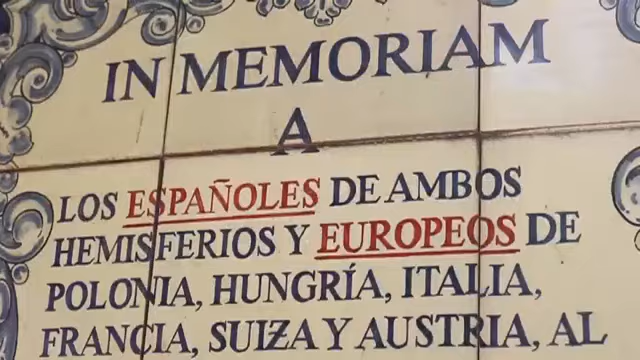 IN MEMORIAM
A
LOS ESPAÑOLES DE AMBOS
HEMISFERIOS Y EUROPEOS DE
POLONIA, HUNGRÍA, ITALIA,
FRANCIA, SUIZA Y AUSTRIA, AL